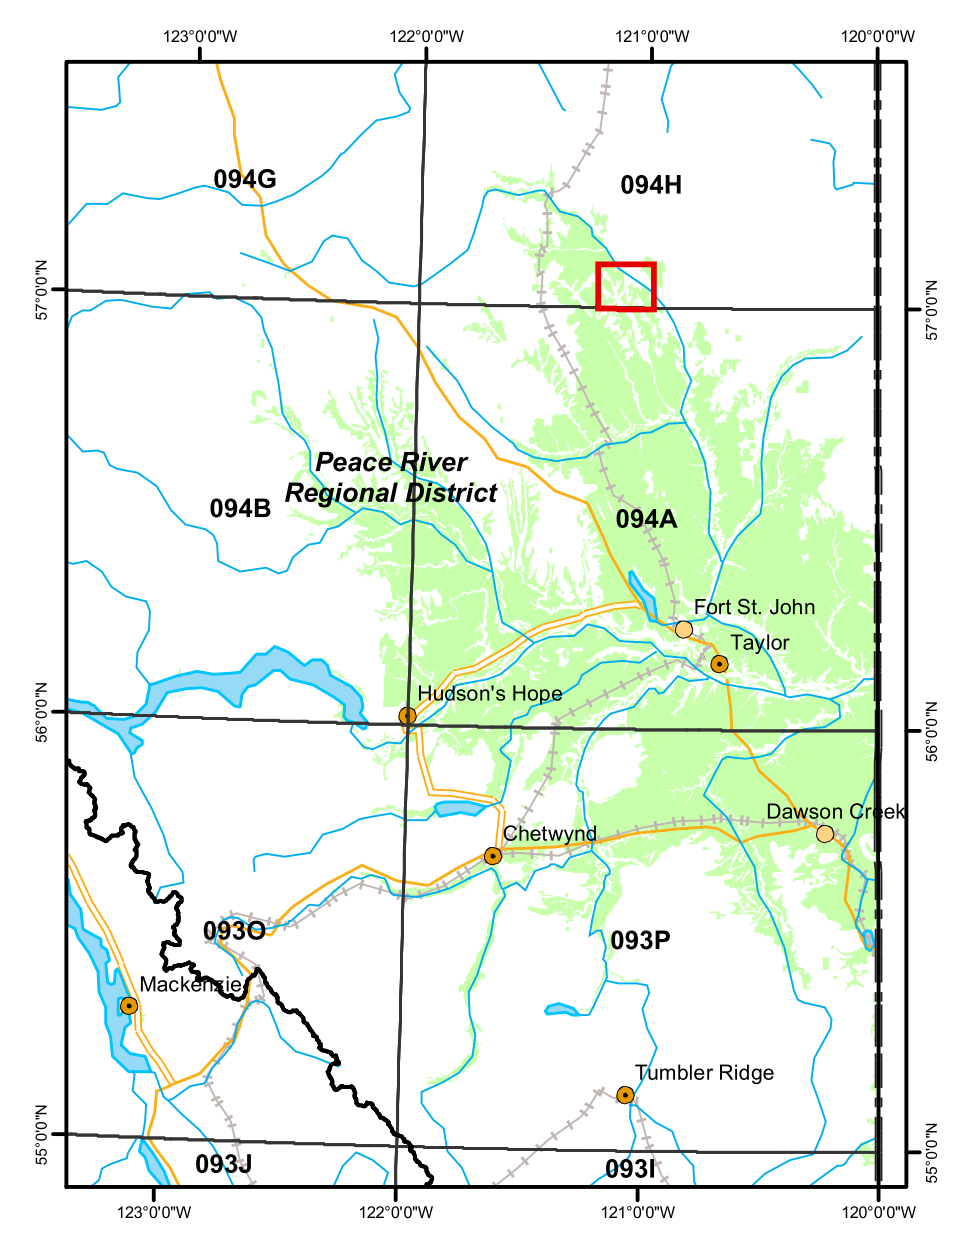 123°0'0"W 122°0'0"W 121°0'0"W 120°0'0"W
094G
094H
57°0'0"N
57°0'0"N
Peace River
Regional District
094B
094A
Fort St. John
Taylor
Hudson's Hope
56°0'0"N
56°0'0"N
Dawson Creek
Chetwynd
093O
093P
Mackenzie
Tumbler Ridge
55°0'0"N
55°0'0"N
093J
093I
123°0'0"W 122°0'0"W 121°0'0"W 120°0'0"W